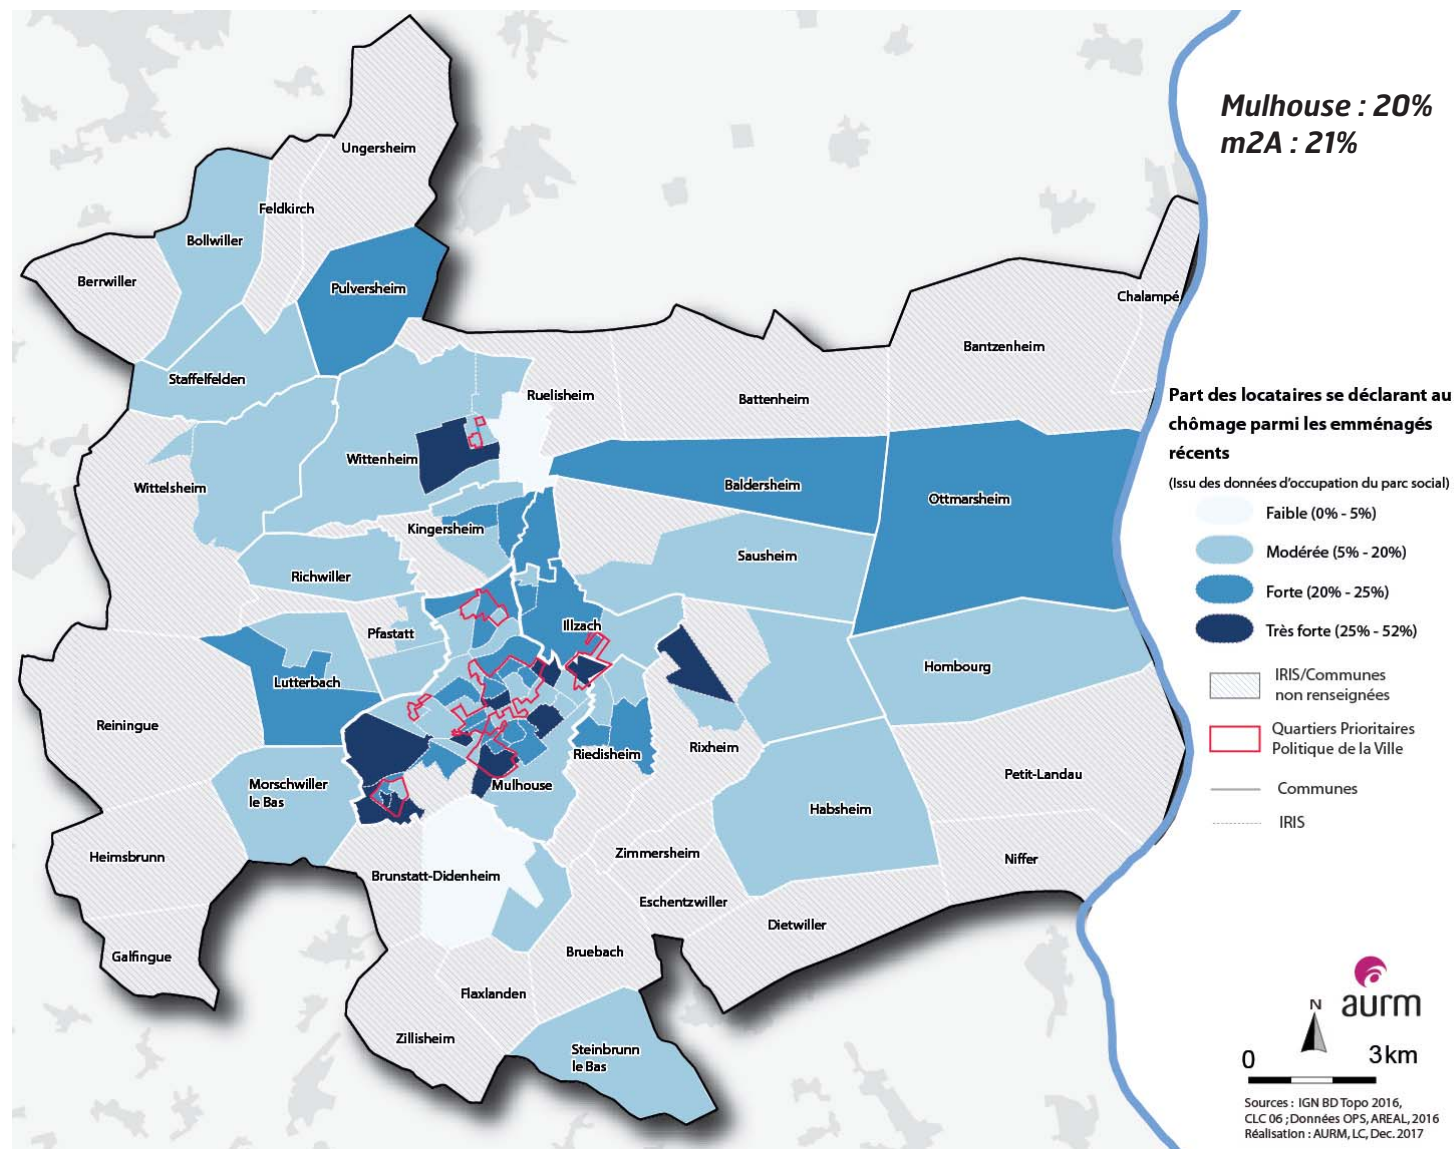 Mulhouse : 20%
m2A : 21%
Ungersheim
Feldkirch
Bollwiller
Berrwiller
Pulversheim
Chalampé
Bantzenheim
Staffelfelden
Ruelisheim
Battenheim
Wittenheim
Wittelsheim
Baldersheim
Ottmarsheim
Kingersheim
Sausheim
Richwiller
Pfastatt
Illzach
Hombourg
Lutterbach
Reiningue
Rixheim
Riedisheim
Petit-Landau
Morschwiller
le Bas
Mulhouse
Habsheim
Heimsbrunn
Zimmersheim
Niffer
Brunstatt-Didenheim
Eschentzwiller
Dietwiller
Galfingue
Bruebach
Flaxlanden
Zillisheim
Steinbrunn
le Bas
Part des locataires se déclarant au
chômage parmi les emménagés
récents
(Issu des données d'occupation du parc social)
Faible (0% - 5%)
Modérée (5% - 20%)
Forte (20% - 25%)
Très forte (25% - 52%)
IRIS/Communes
non renseignées
Quartiers Prioritaires
Politique de la Ville
Communes
IRIS
aurm
N
0 3km
Sources : IGN BD Topo 2016,
CLC 06 ; Données OPS, AREAL, 2016
Réalisation : AURM, LC, Dec. 2017